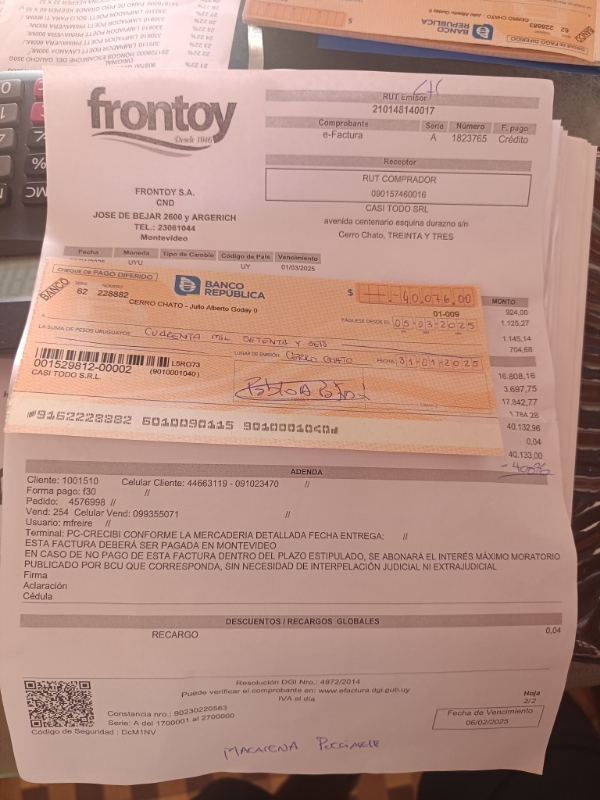 frontoy
Desde 1946
FRONTOY S.A.
CND
JOSE DE BEJAR 2600 y ARGERICH
TEL.: 23061044
Montevideo
RUT Emisor
210148140017
Comprobante Serie Número F. pago
e-Factura A 1823765 Crédito
Receptor
RUT COMPRADOR
090157460016
CASI TODO SRL
avenida centenario esquina durazno s/n
Cerro Chato, TREINTA Y TRES
Fecha Moneda Tipo de Cambio Código de País Vencimiento
UYU UY 01/03/2025
MONTO
924,00
1.125,27
1.145,14
704,68
16.808,16
3.697,75
17.842,77
1.784,28
40.132,96
0,04
40.133,00
CHEQUE DE PAGO DIFERIDO
BANCO REPÚBLICA
SERIE NÚMERO
62 228882
CERRO CHATO - Julio Alberto Goday 0
$ 40,076,00
01-009
PÁGUESE DESDE EL 05-03-2025
LA SUMA DE PESOS URUGUAYOS CUARENTA MIL SETENTA Y SEIS
LUGAR DE EMISIÓN CERRO CHATO
31-01-2025
L5RO73
001529812-00002 (9010001040)
CASI TODO S.R.L.
9162228882 6010090115 9010001040
ADENDA
Cliente: 1001510 Celular Cliente: 44663119 - 091023470 //
Forma pago: f30 //
Pedido: 4576998 //
Vend: 254 Celular Vend: 099355071 //
Usuario: mfreire //
Terminal: PC-CRECIBI CONFORME LA MERCADERIA DETALLADA FECHA ENTREGA: //
ESTA FACTURA DEBERÁ SER PAGADA EN MONTEVIDEO
EN CASO DE NO PAGO DE ESTA FACTURA DENTRO DEL PLAZO ESTIPULADO, SE ABONARÁ EL INTERÉS MÁXIMO MORATORIO
PUBLICADO POR BCU QUE CORRESPONDA, SIN NECESIDAD DE INTERPELACIÓN JUDICIAL NI EXTRAJUDICIAL
Firma
Aclaración
Cédula
DESCUENTOS / RECARGOS GLOBALES
RECARGO 0,04
Resolución DGI Nro.: 4972/2014
Puede verificar el comprobante en: www.efactura.dgi.gub.uy
IVA al día
Hoja
2/2
Constancia nro.: 90230220563
Serie: A del 1700001 al 2700000
Código de Seguridad : DcM1NV
Fecha de Vencimiento
06/02/2025